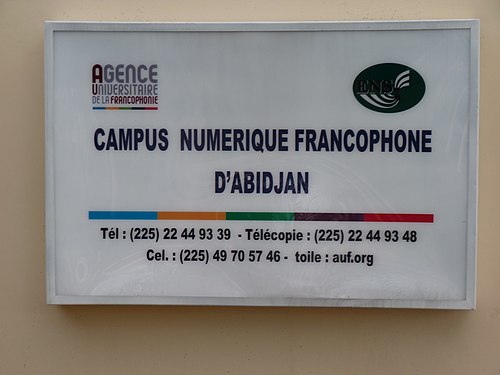 AGENCE
UNIVERSITAIRE
DE LA FRANCOPHONIE
ENS
CAMPUS NUMERIQUE FRANCOPHONE
D'ABIDJAN
Tél : (225) 22 44 93 39 - Télécopie : (225) 22 44 93 48
Cel. : (225) 49 70 57 46 - toile : auf.org